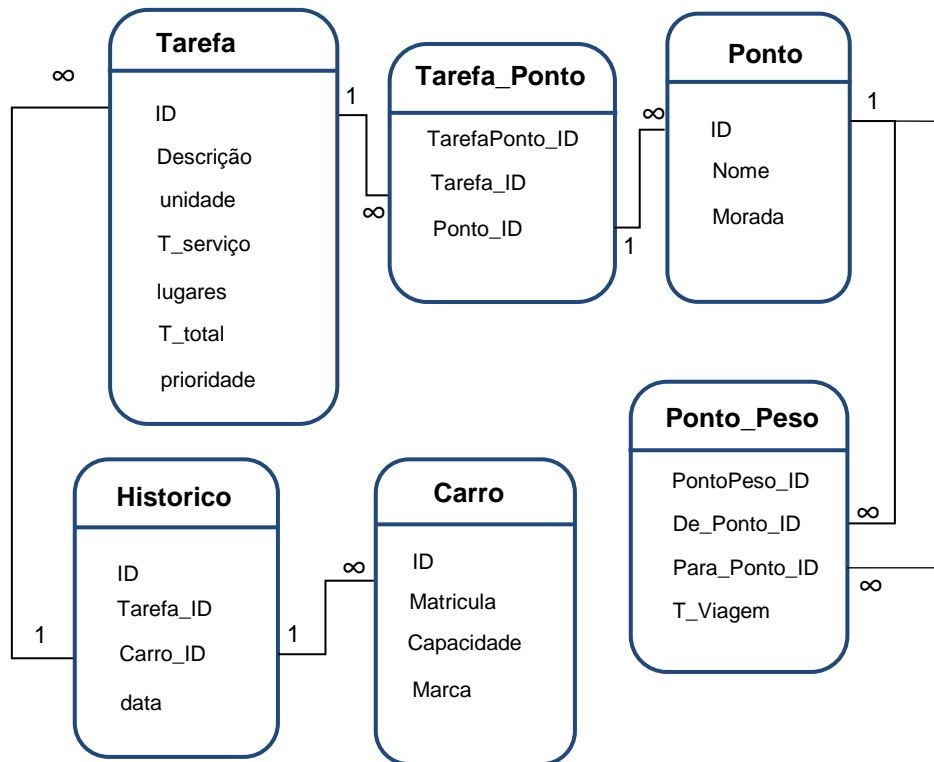 Tarefa
ID
Descrição
unidade
T_serviço
lugares
T_total
prioridade
∞
1
∞
Tarefa_Ponto
TarefaPonto_ID
Tarefa_ID
Ponto_ID
∞
1
Ponto
ID
Nome
Morada
1
Historico
ID
Tarefa_ID
Carro_ID
data
1
1
∞
Carro
ID
Matricula
Capacidade
Marca
Ponto_Peso
PontoPeso_ID
De_Ponto_ID
Para_Ponto_ID
T_Viagem
∞
∞